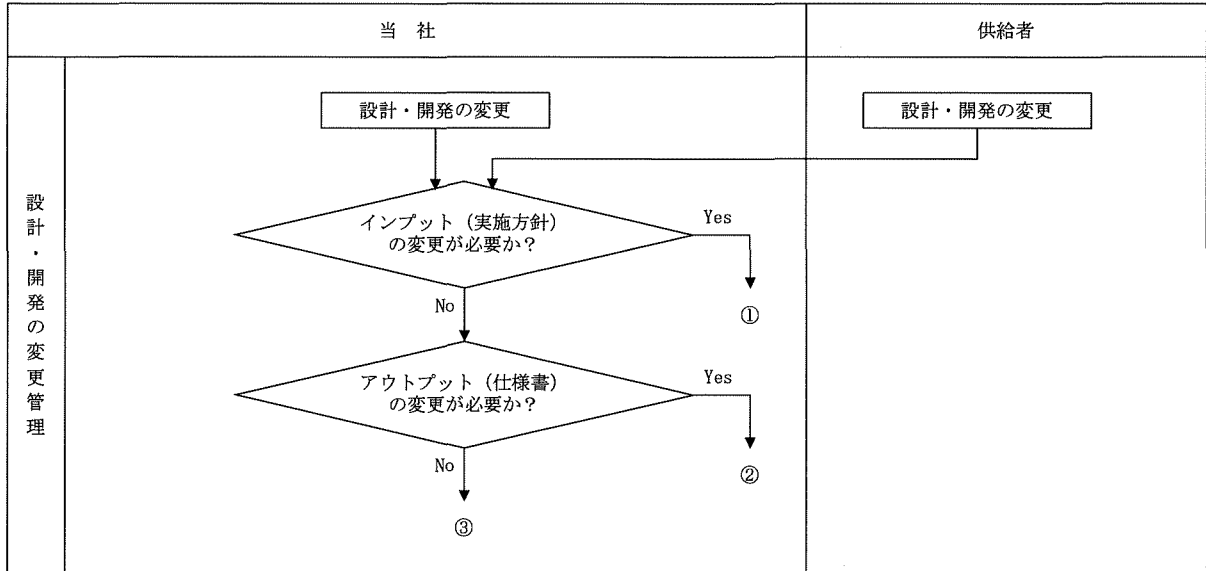 当 社
供給者
設計・開発の変更管理
設計・開発の変更
設計・開発の変更
インプット（実施方針）
の変更が必要か？
Yes
①
No
アウトプット（仕様書）
の変更が必要か？
Yes
②
No
③